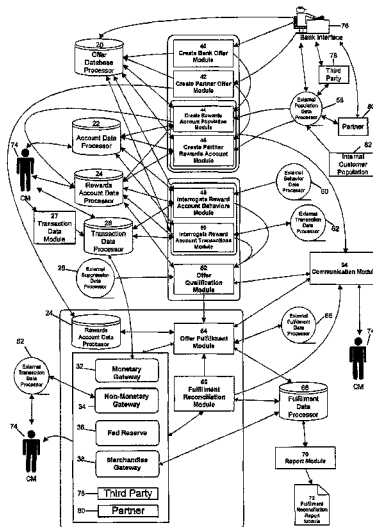 76
Bank Interface
20
Offer
Database
Processor
40
Create Bank Offer
Module
42
Create Partner Offer
Module
44
Create Rewards
Account Population
Module
46
Create Partner
Rewards Account
Module
78
Third
Party
External
Population Data
Processor
58
80
Partner
82
Internal
Customer
Population
22
Account Data
Processor
74
CM
24
Rewards
Account Data
Processor
27
Transaction
Data Module
26
Transaction
Data
Processor
48
Interrogate Reward
Account Behaviors
Module
50
Interrogate Reward
Account Transactions
Module
External
Behavior
Data
Processor
60
External
Transaction
Data
Processor
62
External
Suppression
Data
Processor
52
Offer
Qualification
Module
54
Communication
Module
74
CM
24
Rewards
Account Data
Processor
64
Offer Fulfillment
Module
External
Fulfillment
Data
Processor
Fulfillment
Reconciliation
Module
68
Fulfillment
Data
Processor
External
Transaction
Data
Processor
74
CM
32
Monetary
Gateway
34
Non-Monetary
Gateway
36
Fed Reserve
38
Merchandise
Gateway
78
Third Party
80
Partner
70
Report Module
72
Fulfillment
Reconciliation
Report
Module